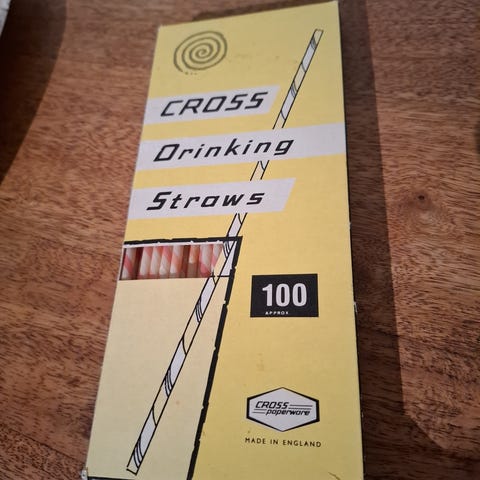 CROSS
Drinking
Straws
100
APPROX
CROSS
paperware
MADE IN ENGLAND